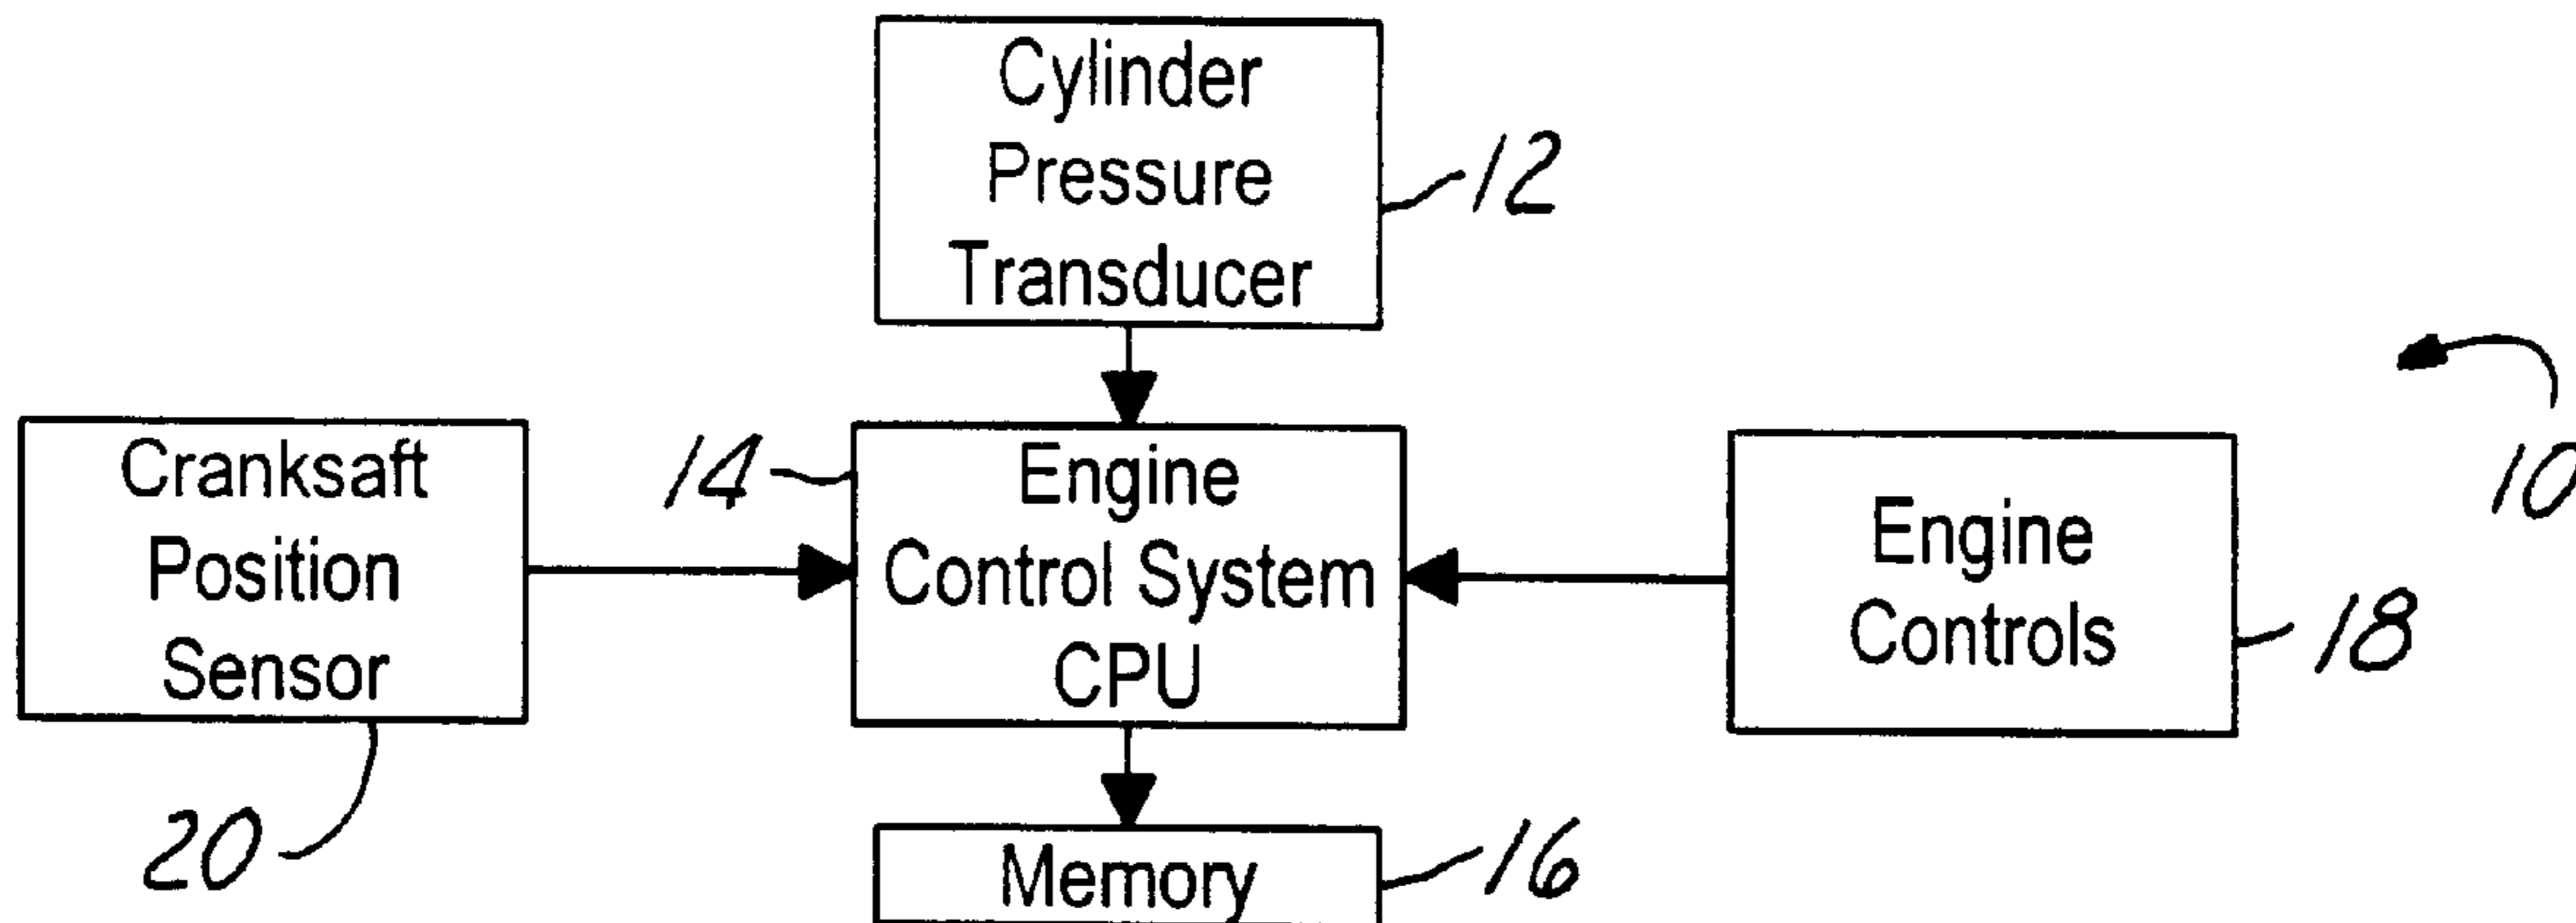 Cylinder
Pressure
Transducer
12
10
Cranksaft
Position
Sensor
20
14
Engine
Control System
CPU
Engine
Controls
18
Memory
16